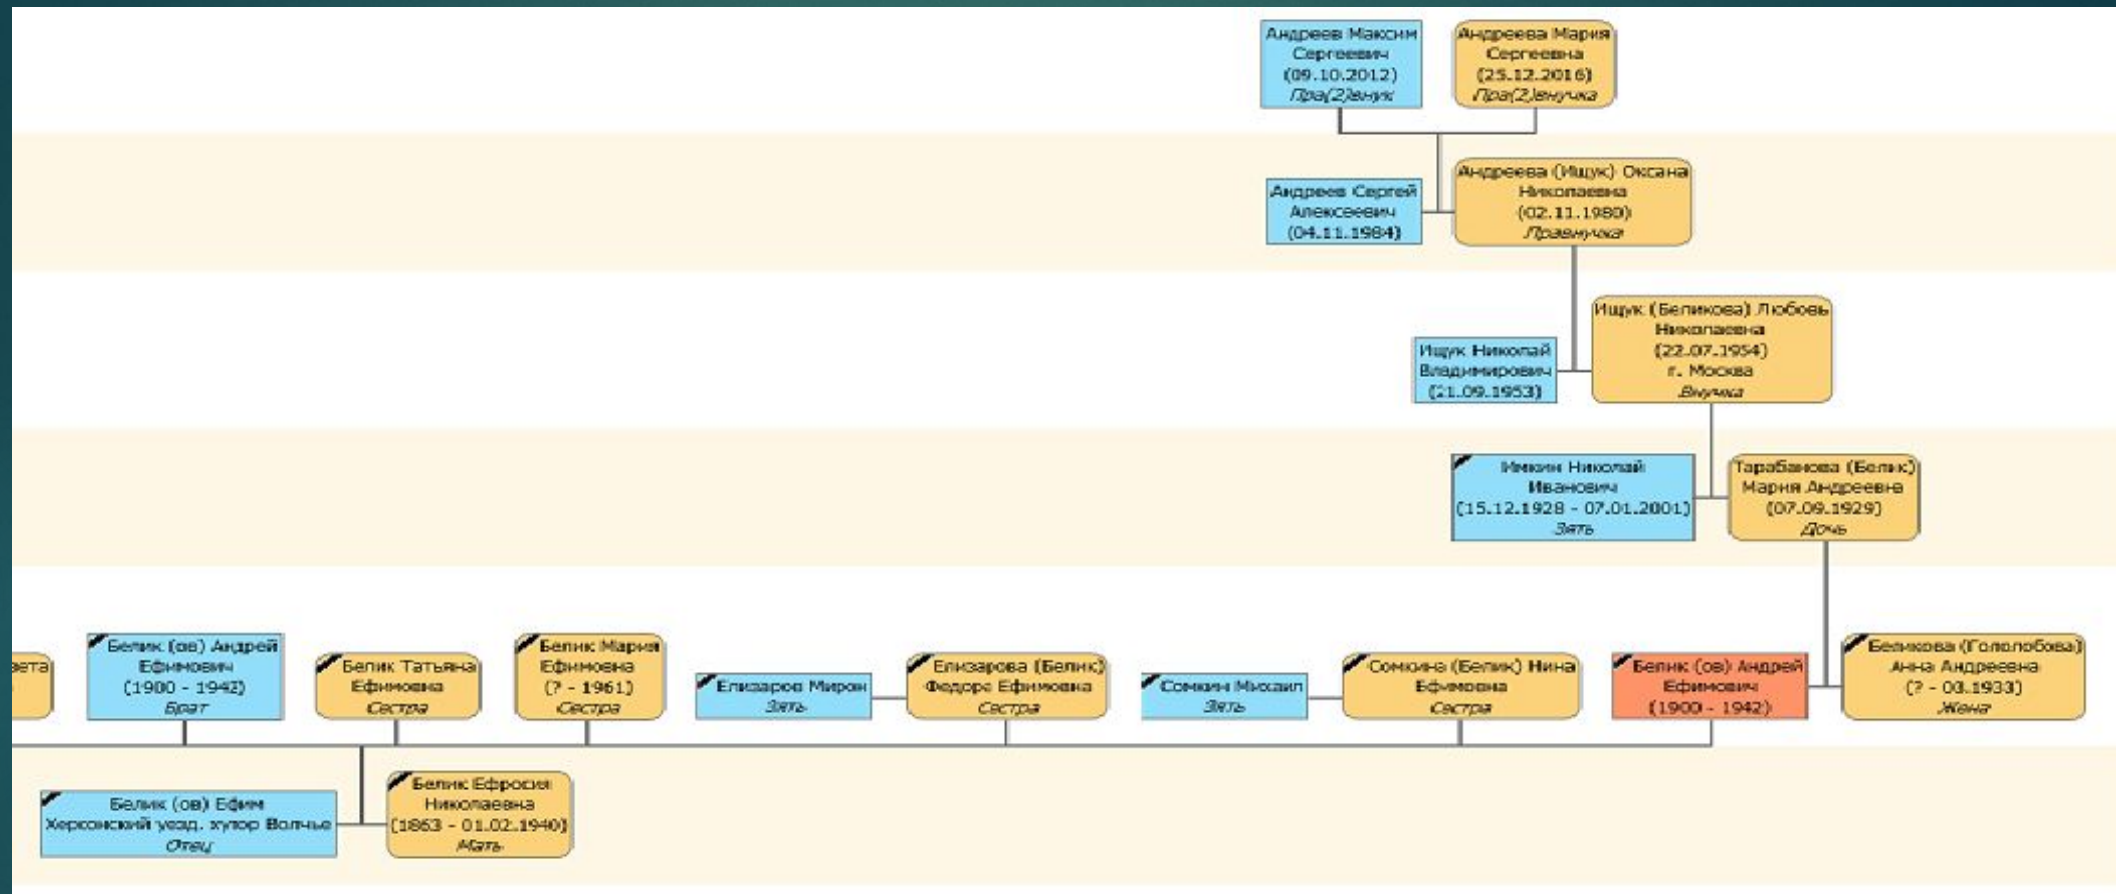 Андреев Максим
Сергеевич
(09.10.2012)
Пра(2)внук
Андреева Мария
Сергеевна
(25.12.2016)
Пра(2)внучка
Андреев Сергей
Алексеевич
(04.11.1984)
Андреева (Ищук) Оксана
Николаевна
(02.11.1980)
Правнучка
Ищук Николай
Владимирович
(21.09.1953)
Ищук (Беликова) Любовь
Николаевна
(22.07.1954)
г. Москва
Внучка
Имкин Николай
Иванович
(15.12.1928 - 07.01.2001)
Зять
Тарабанова (Белик)
Мария Андреевна
(07.09.1929)
Дочь
вета
Белик (ов) Андрей
Ефимович
(1900 - 1942)
Брат
Белик Татьяна
Ефимовна
Сестра
Белик Мария
Ефимовна
(? - 1961)
Сестра
Елизаров Мирон
Зять
Елизарова (Белик)
Федора Ефимовна
Сестра
Сомкин Михаил
Зять
Сомкина (Белик) Нина
Ефимовна
Сестра
Белик (ов) Андрей
Ефимович
(1900 - 1942)
Беликова (Гололобова)
Анна Андреевна
(? - 03.1933)
Жена
Белик (ов) Ефим
Херсонский уезд. хутор Волчье
Отец
Белик Ефросия
Николаевна
(1863 - 01.02.1940)
Мать